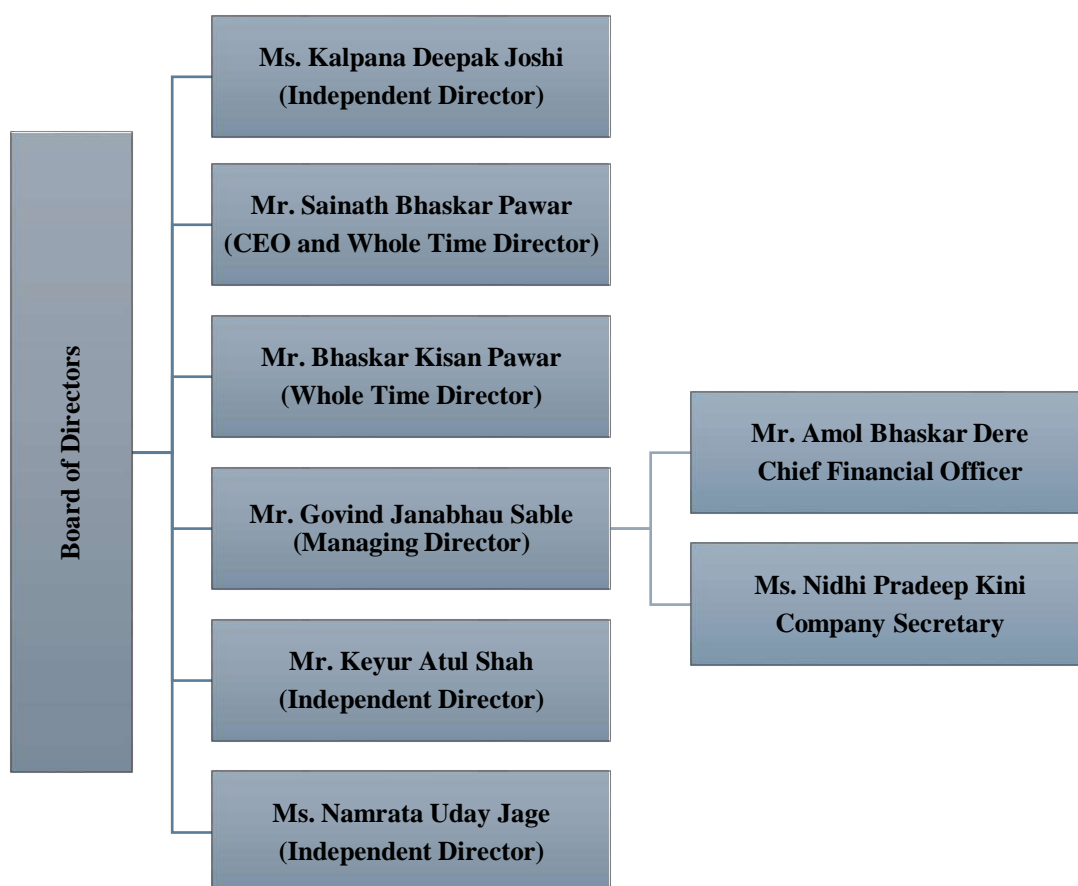 Board of Directors
Ms. Kalpana Deepak Joshi
(Independent Director)
Mr. Sainath Bhaskar Pawar
(CEO and Whole Time Director)
Mr. Bhaskar Kisan Pawar
(Whole Time Director)
Mr. Govind Janabhau Sable
(Managing Director)
Mr. Amol Bhaskar Dere
Chief Financial Officer
Ms. Nidhi Pradeep Kini
Company Secretary
Mr. Keyur Atul Shah
(Independent Director)
Ms. Namrata Uday Jage
(Independent Director)